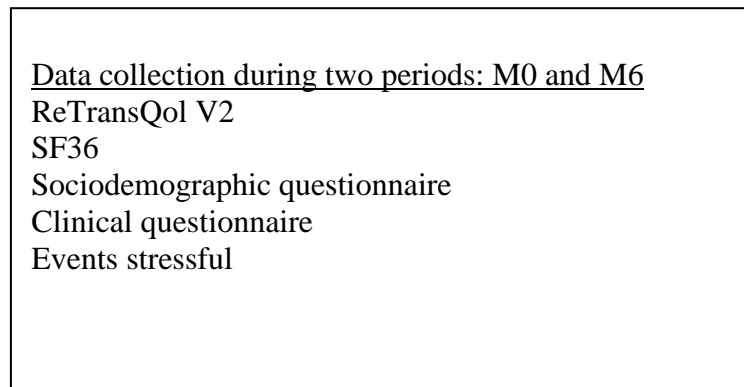 Data collection during two periods: M0 and M6
ReTransQol V2
SF36
Sociodemographic questionnaire
Clinical questionnaire
Events stressful